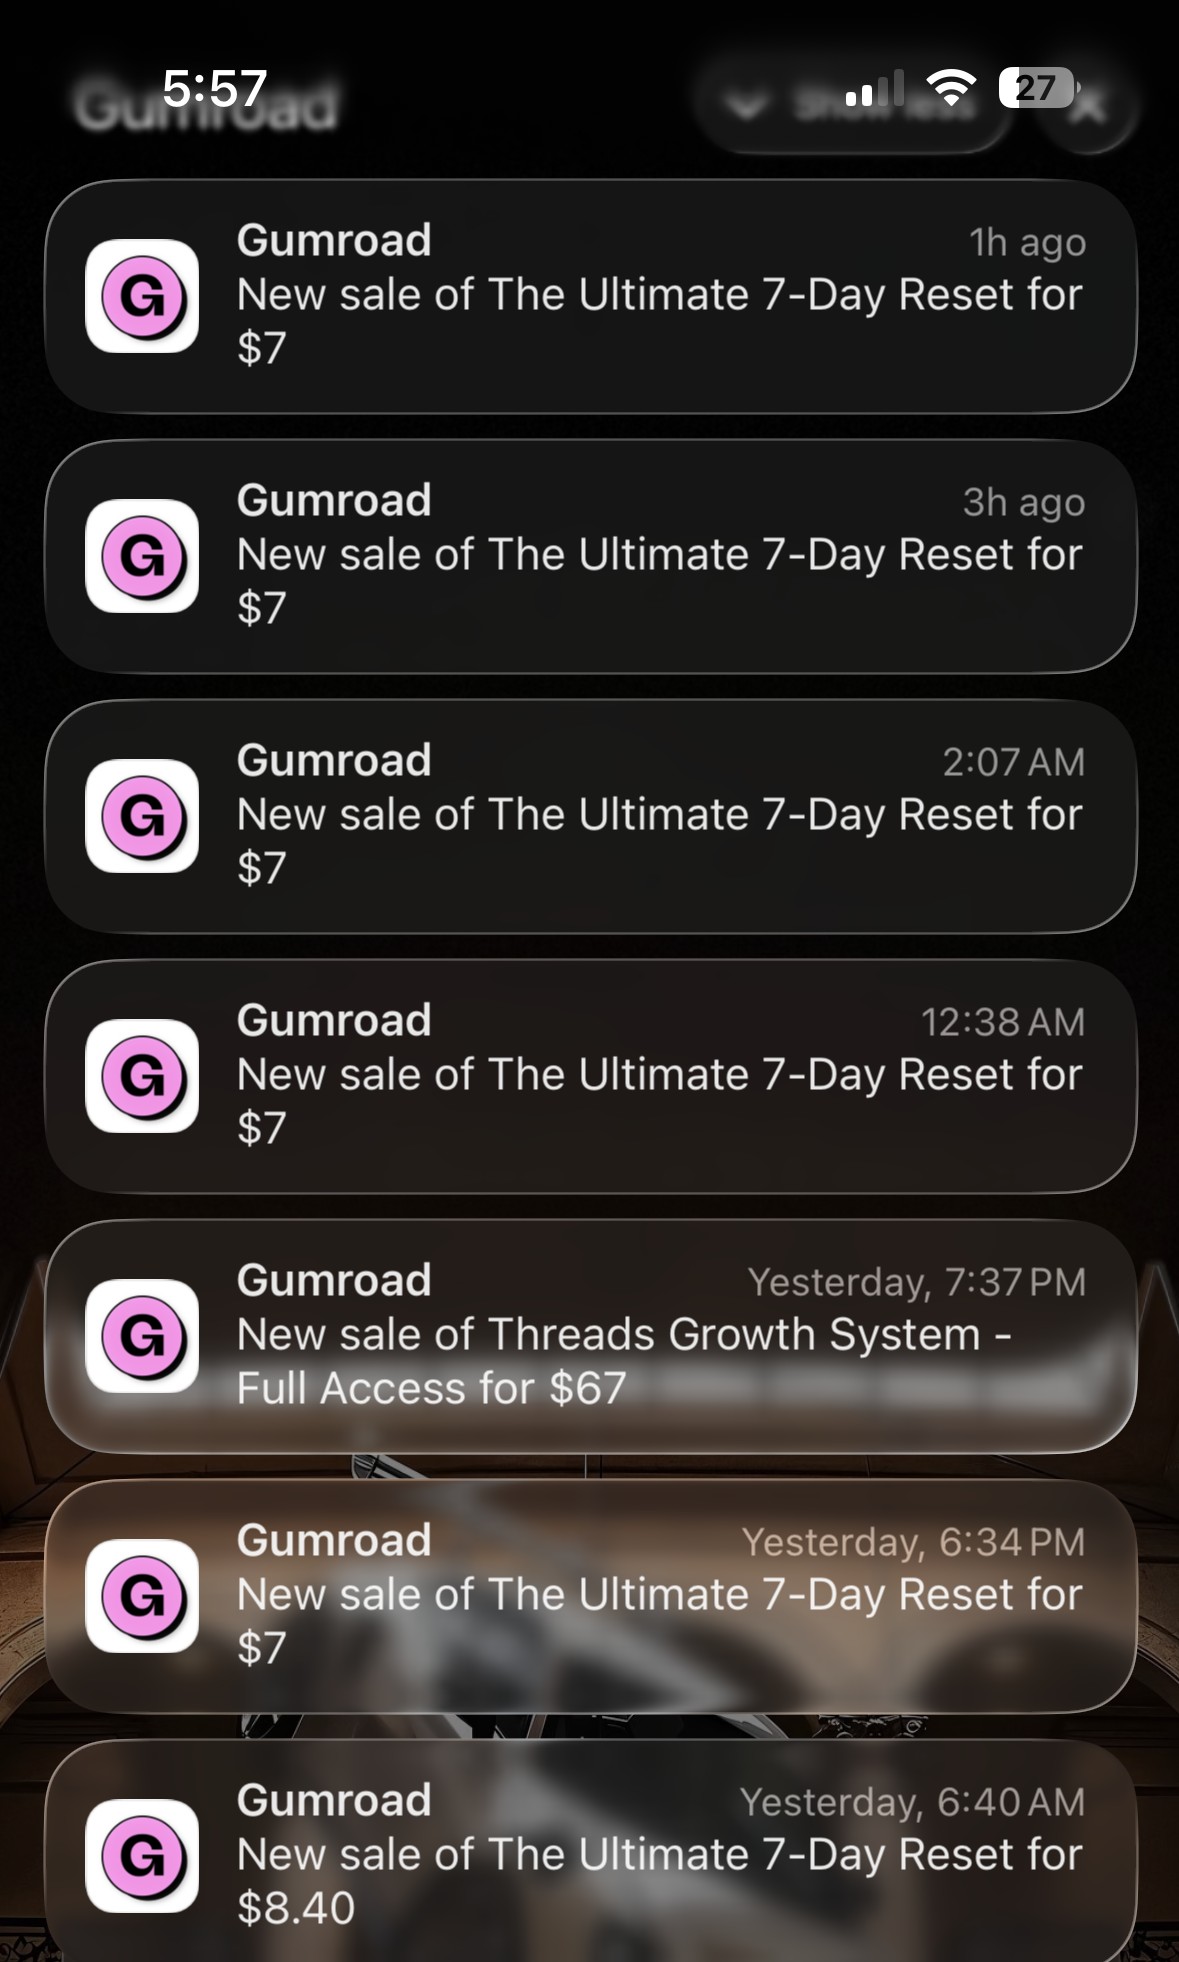 5:57
27
Gumroad
Show less
Gumroad
1h ago
New sale of The Ultimate 7-Day Reset for
$7
Gumroad
3h ago
New sale of The Ultimate 7-Day Reset for
$7
Gumroad
2:07 AM
New sale of The Ultimate 7-Day Reset for
$7
Gumroad
12:38 AM
New sale of The Ultimate 7-Day Reset for
$7
Gumroad
Yesterday, 7:37 PM
New sale of Threads Growth System -
Full Access for $67
Gumroad
Yesterday, 6:34 PM
New sale of The Ultimate 7-Day Reset for
$7
Gumroad
Yesterday, 6:40 AM
New sale of The Ultimate 7-Day Reset for
$8.40